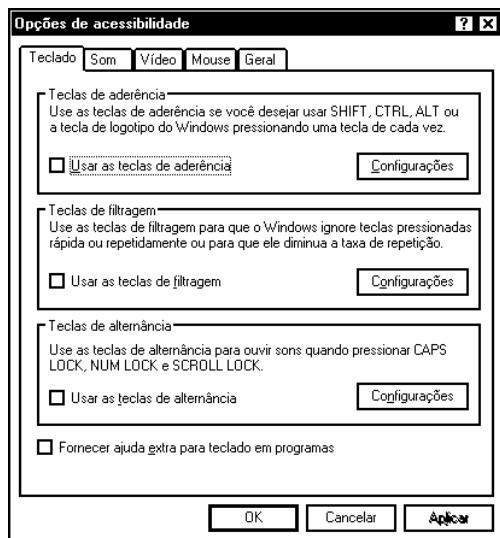 Opções de acessibilidade
Teclado Som Vídeo Mouse Geral
Teclas de aderência
Use as teclas de aderência se você desejar usar SHIFT, CTRL, ALT ou
a tecla de logotipo do Windows pressionando uma tecla de cada vez.
Usar as teclas de aderência Configurações
Teclas de filtragem
Use as teclas de filtragem para que o Windows ignore teclas pressionadas
rápida ou repetidamente ou para que ele diminua a taxa de repetição.
Usar as teclas de filtragem Configurações
Teclas de alternância
Use as teclas de alternância para ouvir sons quando pressionar CAPS
LOCK, NUM LOCK e SCROLL LOCK.
Usar as teclas de alternância Configurações
Fornecer ajuda extra para teclado em programas
OK Cancelar Aplicar